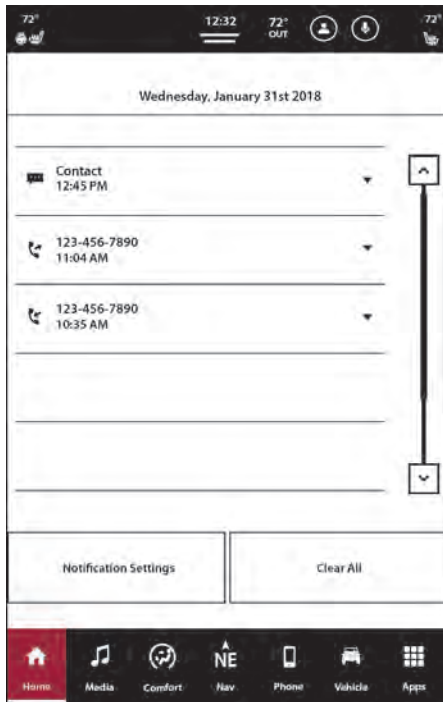 72°
12:32
72°
OUT
72°
Wednesday, January 31st 2018
Contact
12:45 PM
123-456-7890
11:04 AM
123-456-7890
10:35 AM
Notification Settings
Clear All
NE
Home
Media
Comfort
Nav
Phone
Vehicle
Apps